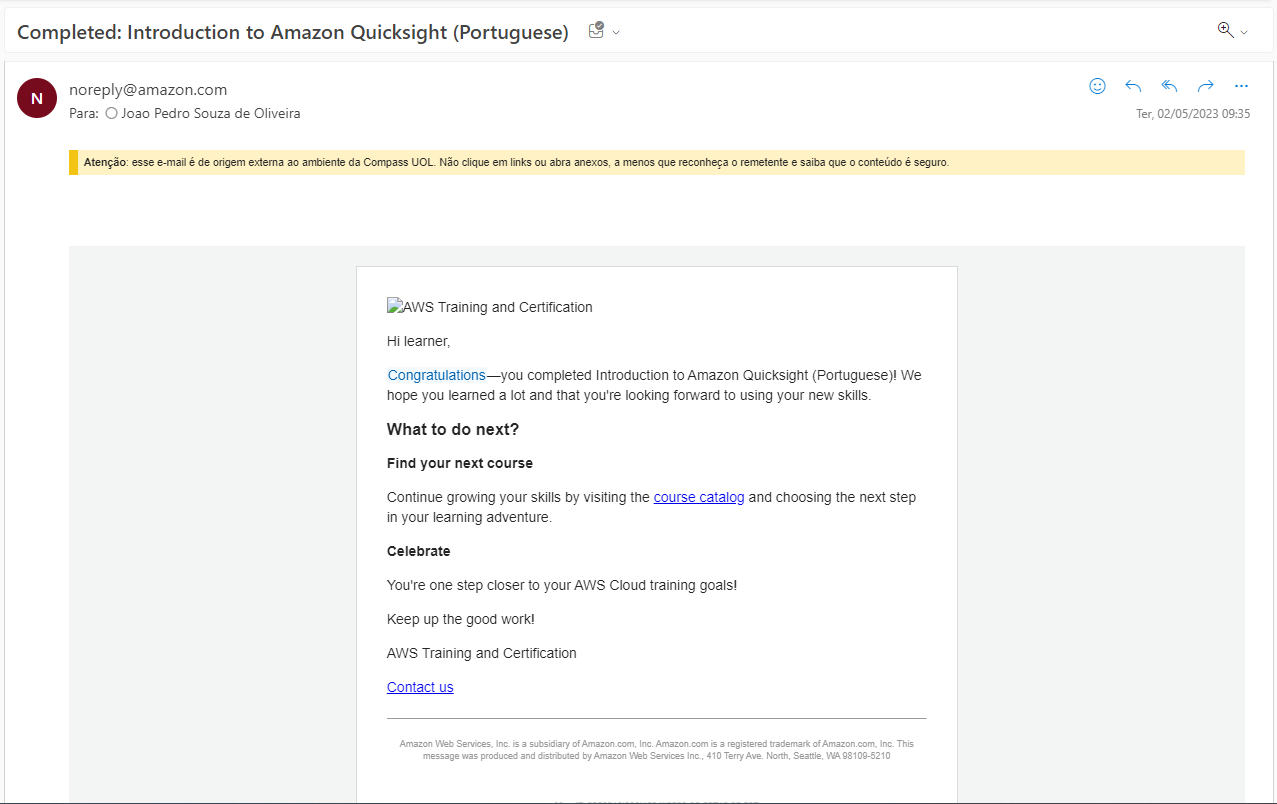 Completed: Introduction to Amazon Quicksight (Portuguese)
N
noreply@amazon.com
Para: Joao Pedro Souza de Oliveira
Ter, 02/05/2023 09:35
Atenção: esse e-mail é de origem externa ao ambiente da Compass UOL. Não clique em links ou abra anexos, a menos que reconheça o remetente e saiba que o conteúdo é seguro.
AWS Training and Certification
Hi learner,
Congratulations—you completed Introduction to Amazon Quicksight (Portuguese)! We
hope you learned a lot and that you're looking forward to using your new skills.
What to do next?
Find your next course
Continue growing your skills by visiting the course catalog and choosing the next step
in your learning adventure.
Celebrate
You're one step closer to your AWS Cloud training goals!
Keep up the good work!
AWS Training and Certification
Contact us
Amazon Web Services, Inc. is a subsidiary of Amazon.com, Inc. Amazon.com is a registered trademark of Amazon.com, Inc. This
message was produced and distributed by Amazon Web Services Inc., 410 Terry Ave. North, Seattle, WA 98109-5210